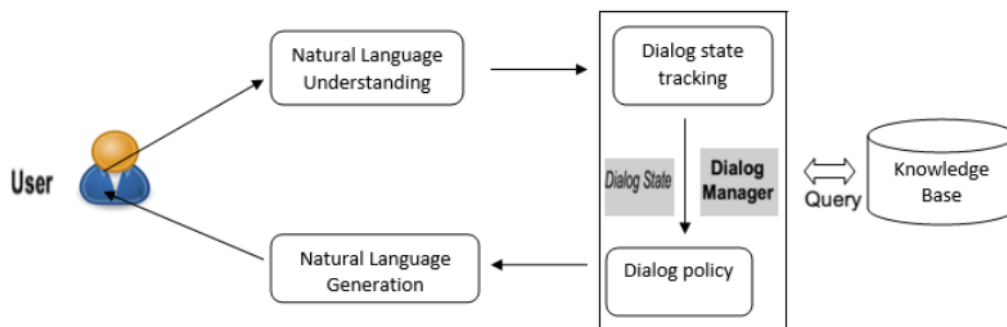 Natural Language
Understanding
Dialog state
tracking
User
Dialog State
Dialog
Manager
Query
Knowledge
Base
Natural Language
Generation
Dialog policy